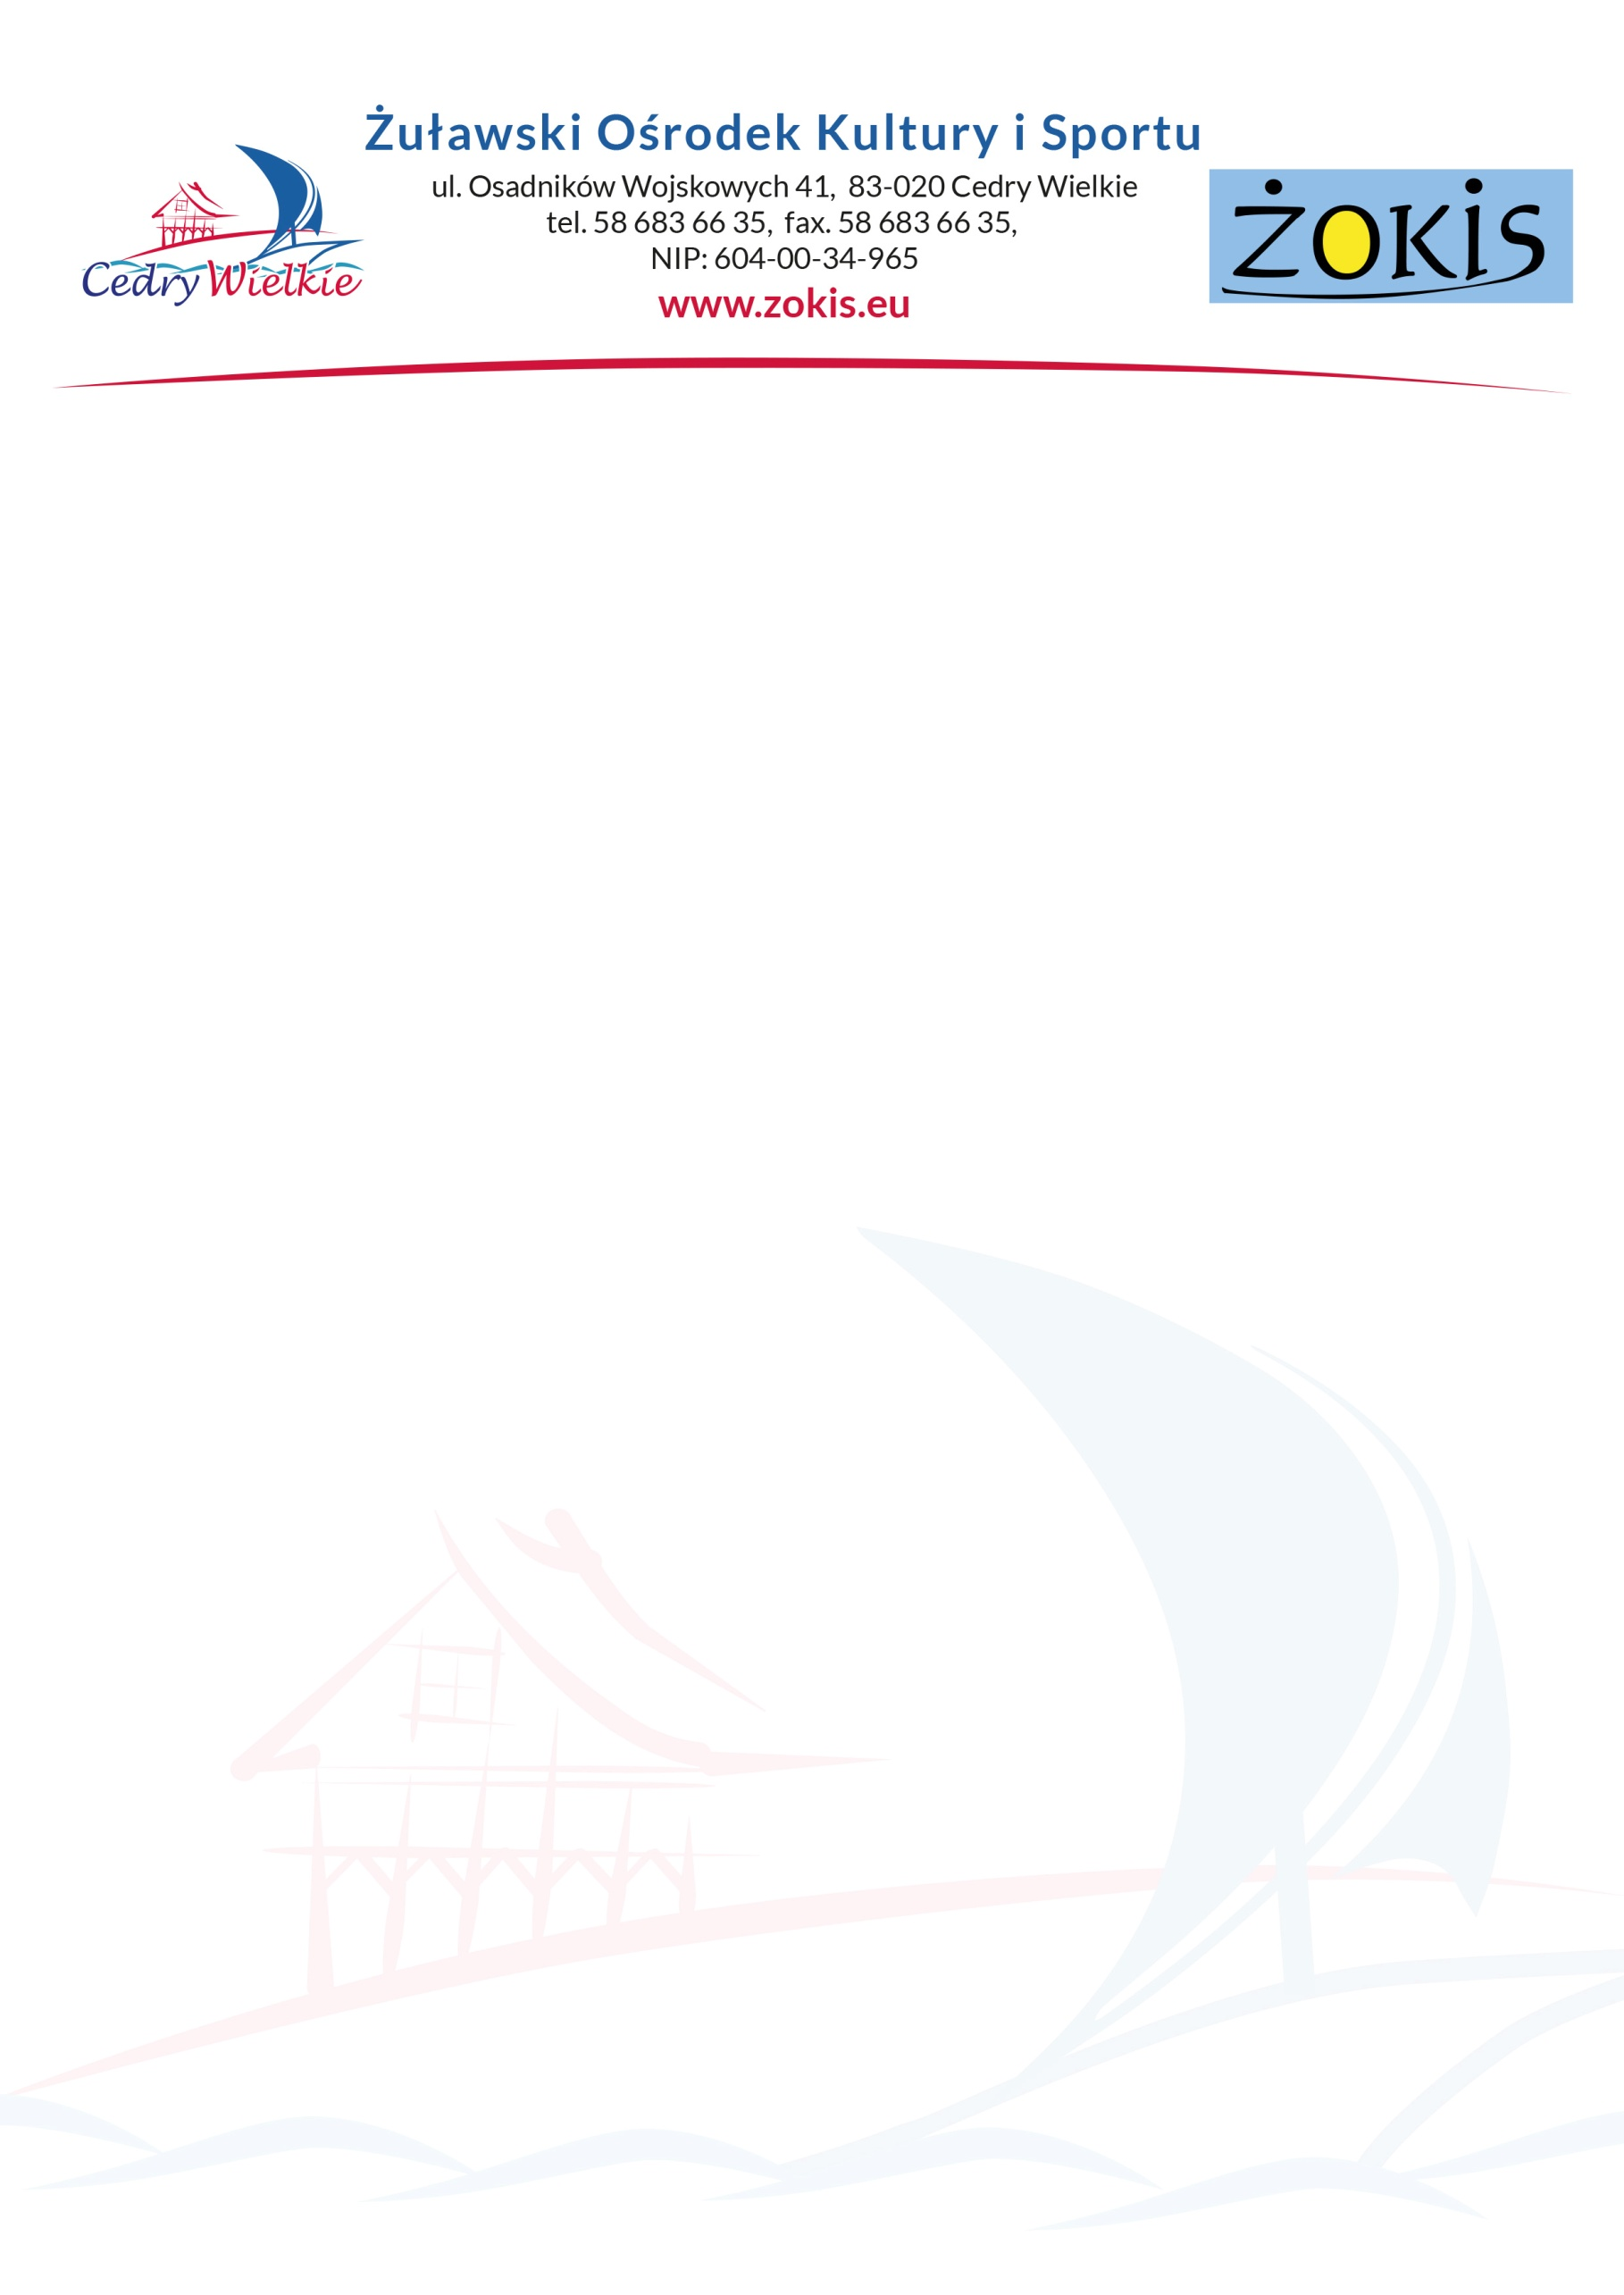 Żuławski Ośrodek Kultury i Sportu
ul. Osadników Wojskowych 41, 83-020 Cedry Wielkie
tel. 58 683 66 35, fax. 58 683 66 35,
NIP: 604-00-34-965
www.zokis.eu
Cedry Wielkie
ŻOKiS